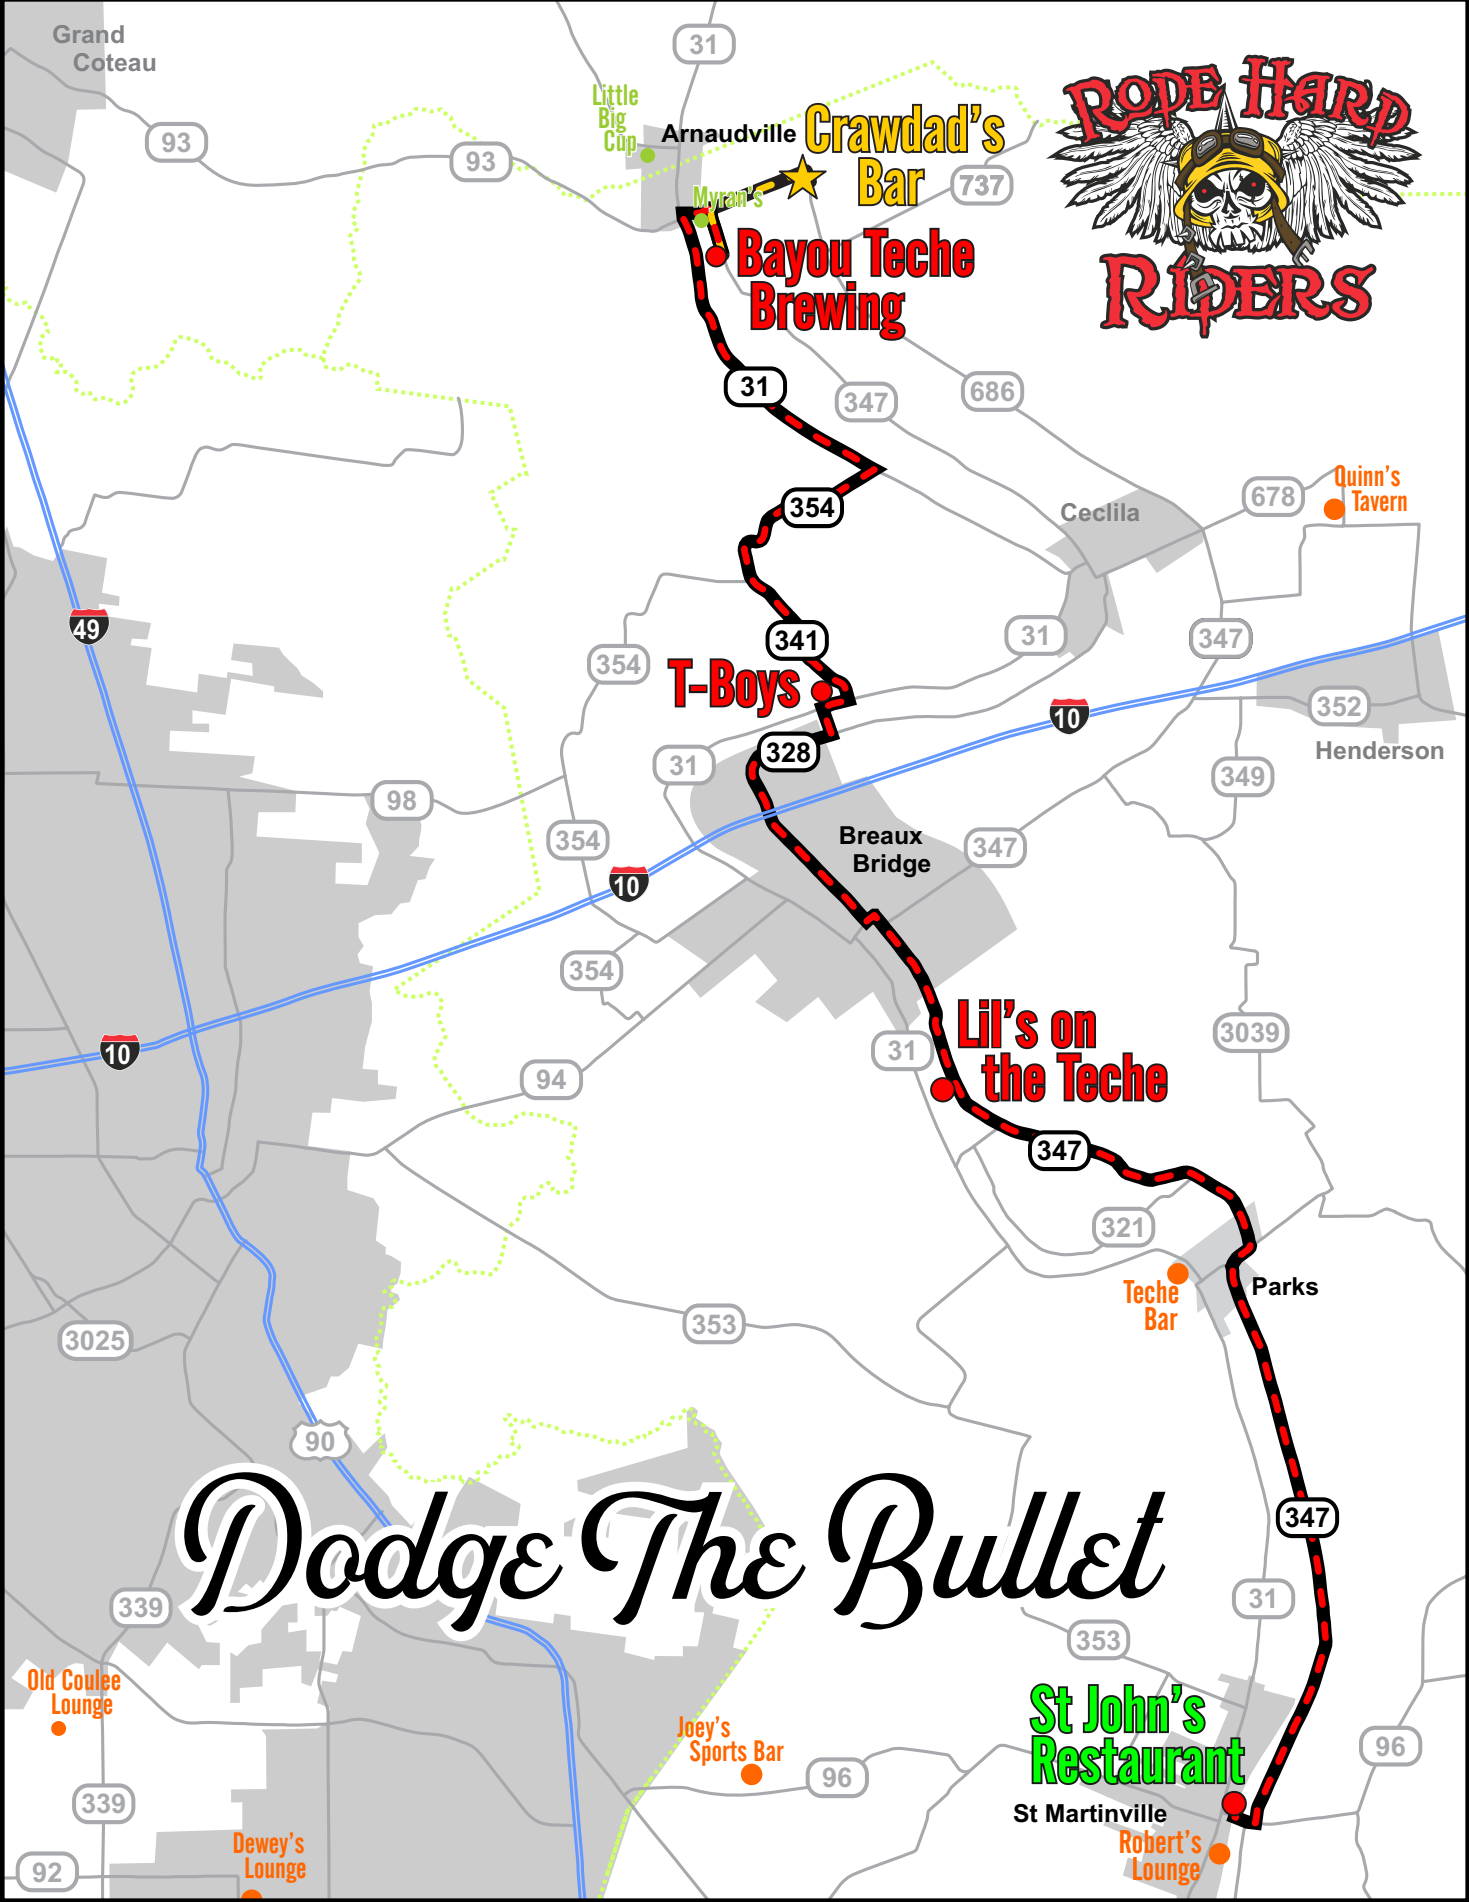 Grand
Coteau
31
Little
Big
Cup
Arnaudville
Crawdad's
Bar
RODE HARD
RIDERS
93
93
737
Myran's
Bayou Teche
Brewing
31
347
686
354
Ceclila
678
Quinn's
Tavern
49
341
31
347
354
T-Boys
10
352
328
31
Henderson
349
98
354
Breaux
Bridge
347
10
354
Lil's on
the Teche
3039
31
10
94
347
321
Teche
Bar
Parks
353
3025
90
Dodge The Bullet
347
31
339
353
Old Coulee
Lounge
St John's
Restaurant
Joey's
Sports Bar
96
96
339
St Martinville
Robert's
Lounge
Dewey's
Lounge
92